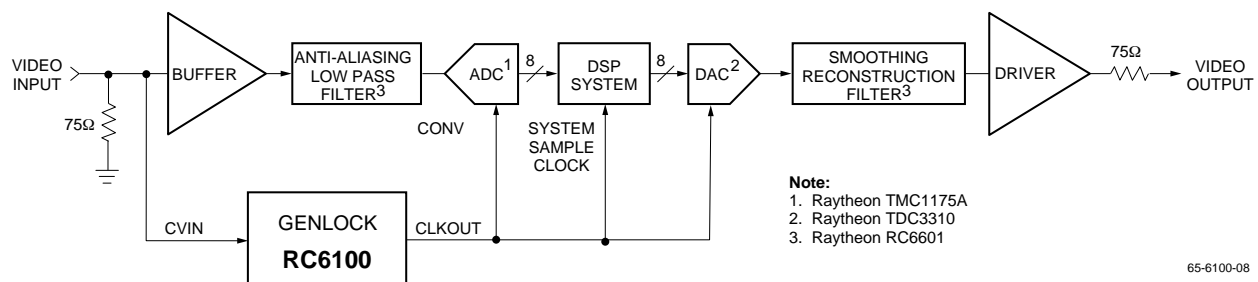 VIDEO
INPUT
75Ω
BUFFER
ANTI-ALIASING
LOW PASS
FILTER3
ADC1
8
DSP
SYSTEM
8
DAC2
SMOOTHING
RECONSTRUCTION
FILTER3
DRIVER
75Ω
VIDEO
OUTPUT
CONV
SYSTEM
SAMPLE
CLOCK
CVIN
GENLOCK
RC6100
CLKOUT
Note:
1. Raytheon TMC1175A
2. Raytheon TDC3310
3. Raytheon RC6601
65-6100-08